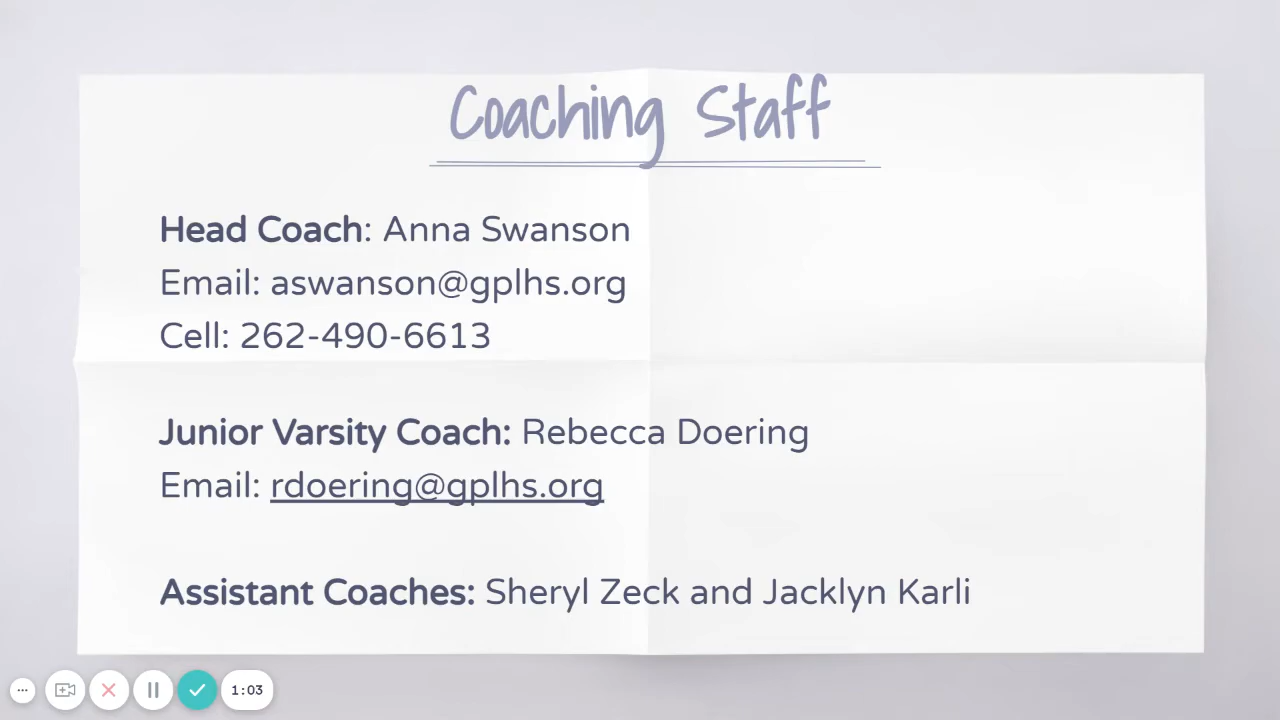 Coaching Staff
Head Coach: Anna Swanson
Email: aswanson@gplhs.org
Cell: 262-490-6613
Junior Varsity Coach: Rebecca Doering
Email: rdoering@gplhs.org
Assistant Coaches: Sheryl Zeck and Jacklyn Karli
1:03